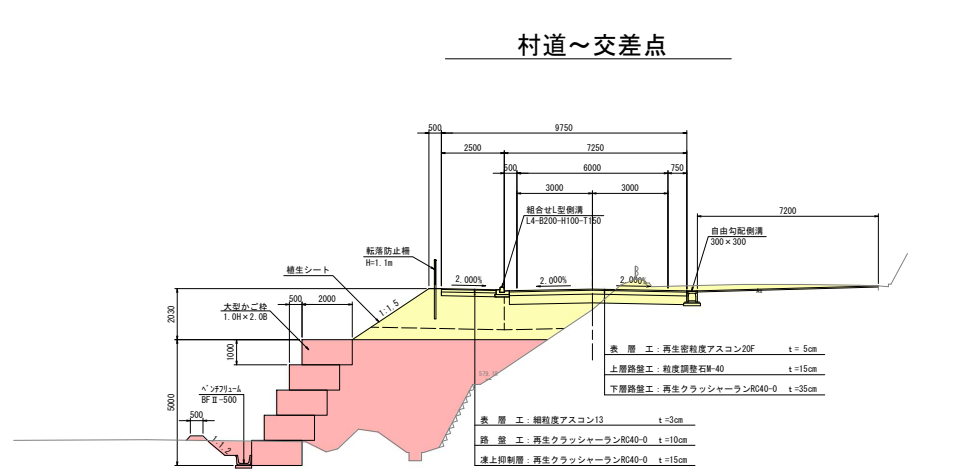 村道～交差点
500
9750
2500
7250
500
6000
750
3000
3000
7200
組合せL型側溝
L4-B200-H100-T150
自由勾配側溝
300×300
転落防止柵
H=1.1m
植生シート
2.000%
2.000%
2.000%
大型かご枠
1.0H×2.0B
500
2000
1:1.5
2030
1000
5000
ベンチフリューム
BFⅡ-500
500
1:1.2
表 層 工：再生密粒度アスコン20F t= 5cm
上層路盤工：粒度調整石M-40 t=15cm
下層路盤工：再生クラッシャーランRC40-0 t=35cm
表 層 工：細粒度アスコン13 t=3cm
路 盤 工：再生クラッシャーランRC40-0 t=10cm
凍上抑制層：再生クラッシャーランRC40-0 t=15cm